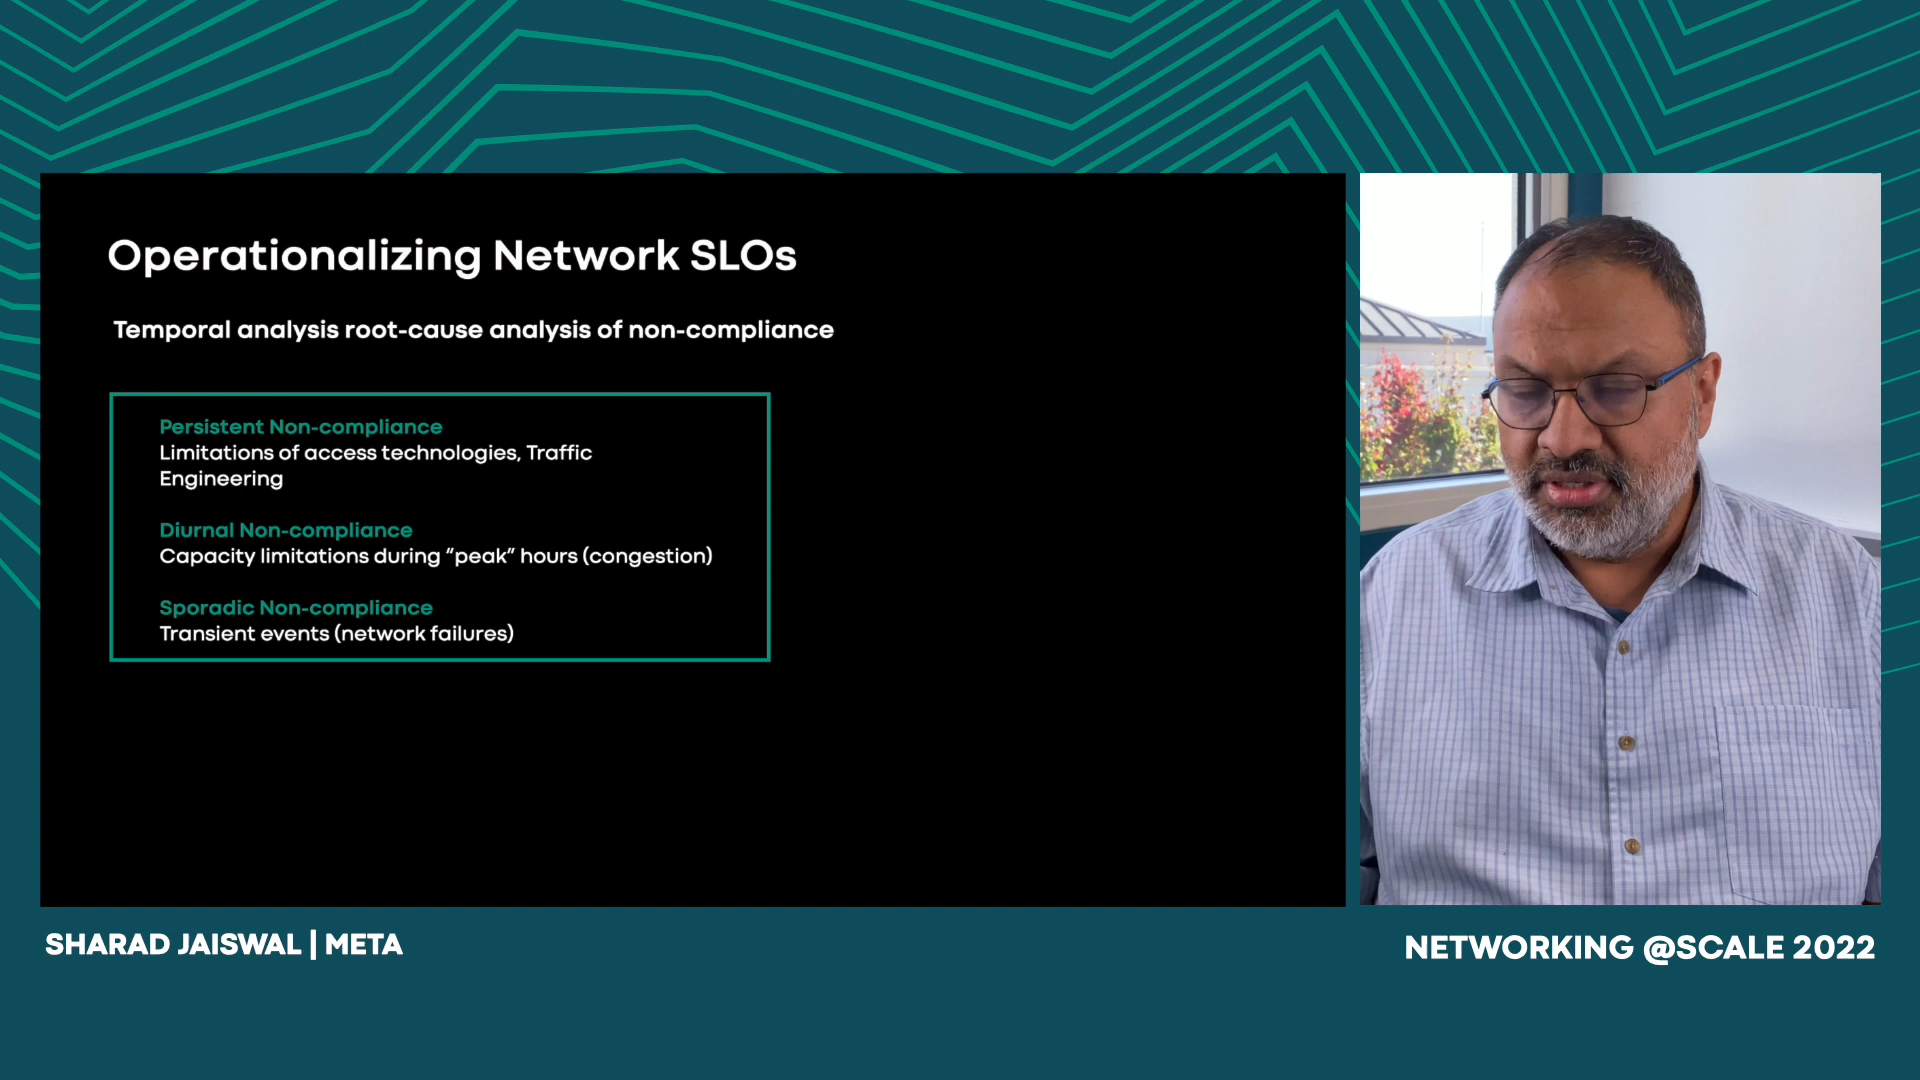 Operationalizing Network SLOs
Temporal analysis root-cause analysis of non-compliance
Persistent Non-compliance
Limitations of access technologies, Traffic
Engineering
Diurnal Non-compliance
Capacity limitations during “peak” hours (congestion)
Sporadic Non-compliance
Transient events (network failures)
SHARAD JAISWAL | META
NETWORKING @SCALE 2022